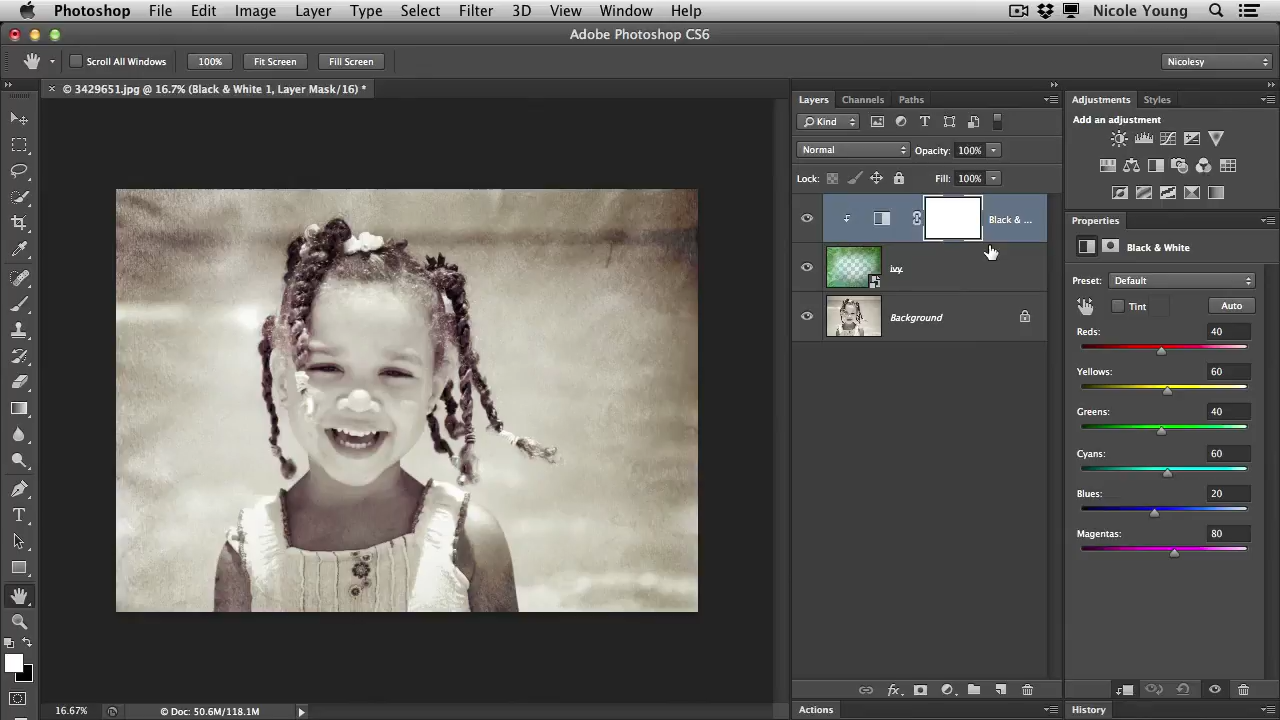 Photoshop File Edit Image Layer Type Select Filter 3D View Window Help Nicole Young
Adobe Photoshop CS6
Scroll All Windows 100% Fit Screen Fill Screen Nicolesy
× © 3429651.jpg @ 16.7% (Black & White 1, Layer Mask/16) *
Layers Channels Paths
Kind
Normal Opacity: 100%
Lock: Fill: 100%
Black & ...
ivy
Background
Adjustments Styles
Add an adjustment
Properties
Black & White
Preset: Default
Tint Auto
Reds: 40
Yellows: 60
Greens: 40
Cyans: 60
Blues: 20
Magentas: 80
16.67% © Doc: 50.6M/118.1M
Actions
History